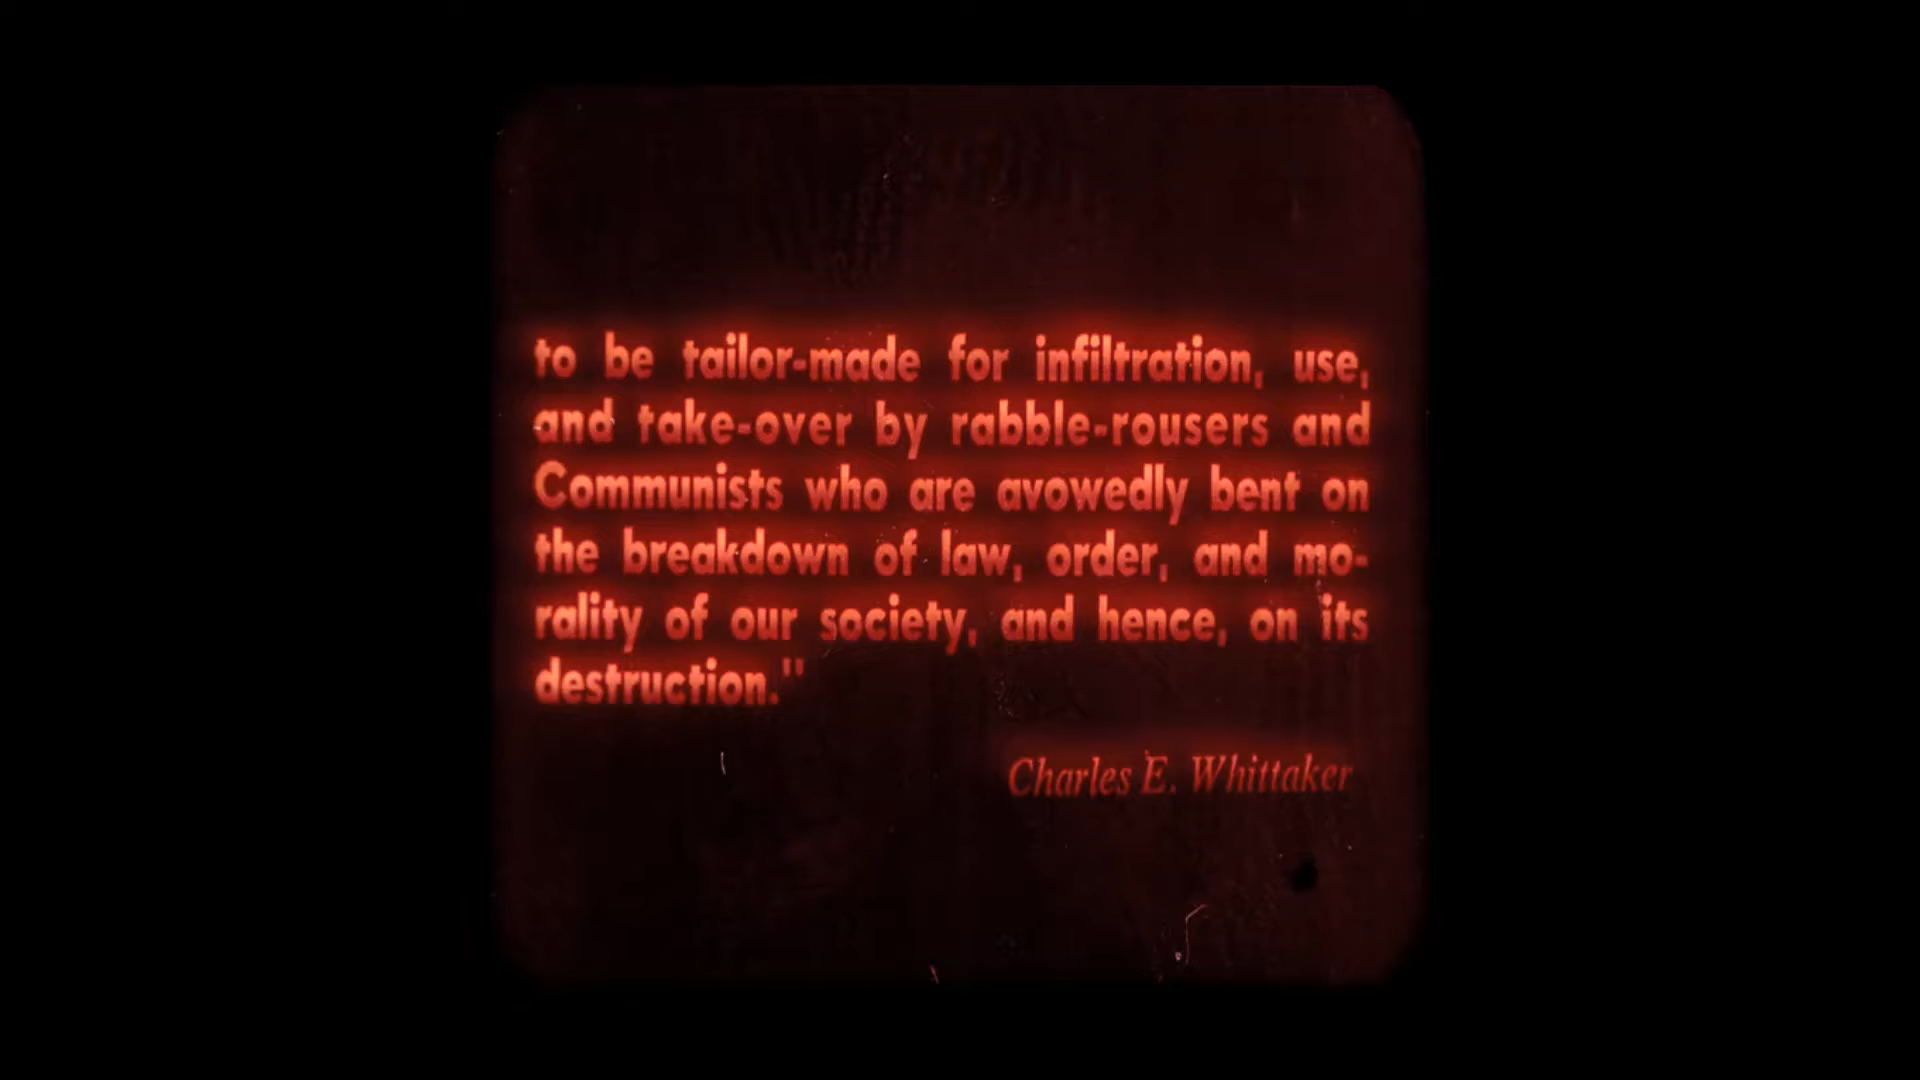 to be tailor-made for infiltration, use,
and take-over by rabble-rousers and
Communists who are avowedly bent on
the breakdown of law, order, and mo-
rality of our society, and hence, on its
destruction."
Charles E. Whittaker